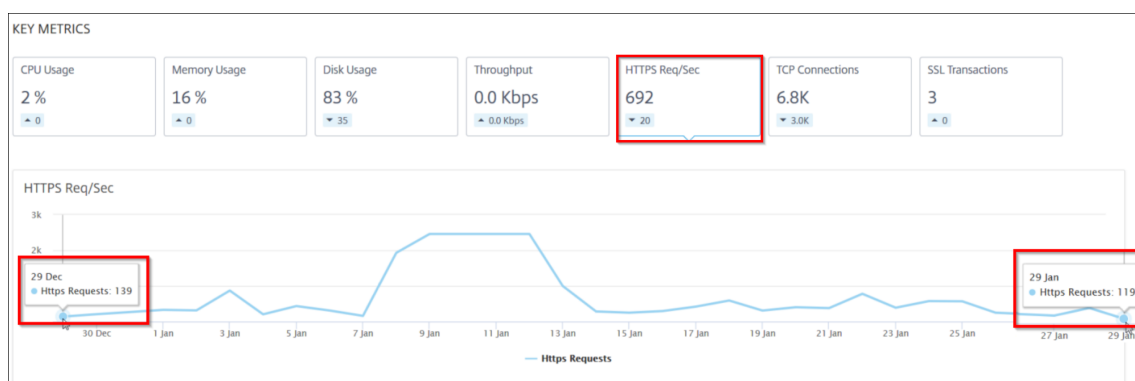 KEY METRICS
CPU Usage
2 %
0
Memory Usage
16 %
0
Disk Usage
83 %
35
Throughput
0.0 Kbps
0.0 Kbps
HTTPS Req/Sec
692
20
TCP Connections
6.8K
3.0K
SSL Transactions
3
0
HTTPS Req/Sec
3k
2k
29 Dec
Https Requests: 139
29 Jan
Https Requests: 119
30 Dec 1 Jan 3 Jan 5 Jan 7 Jan 9 Jan 11 Jan 13 Jan 15 Jan 17 Jan 19 Jan 21 Jan 23 Jan 25 Jan 27 Jan 29 Jan
Https Requests